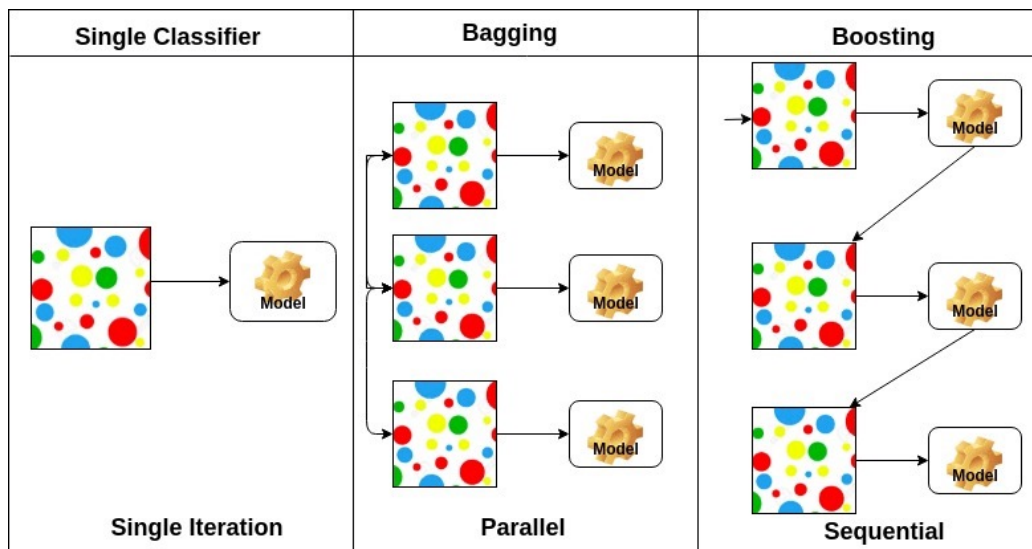 Single Classifier
Bagging
Boosting
Model
Model
Model
Model
Model
Model
Model
Single Iteration
Parallel
Sequential